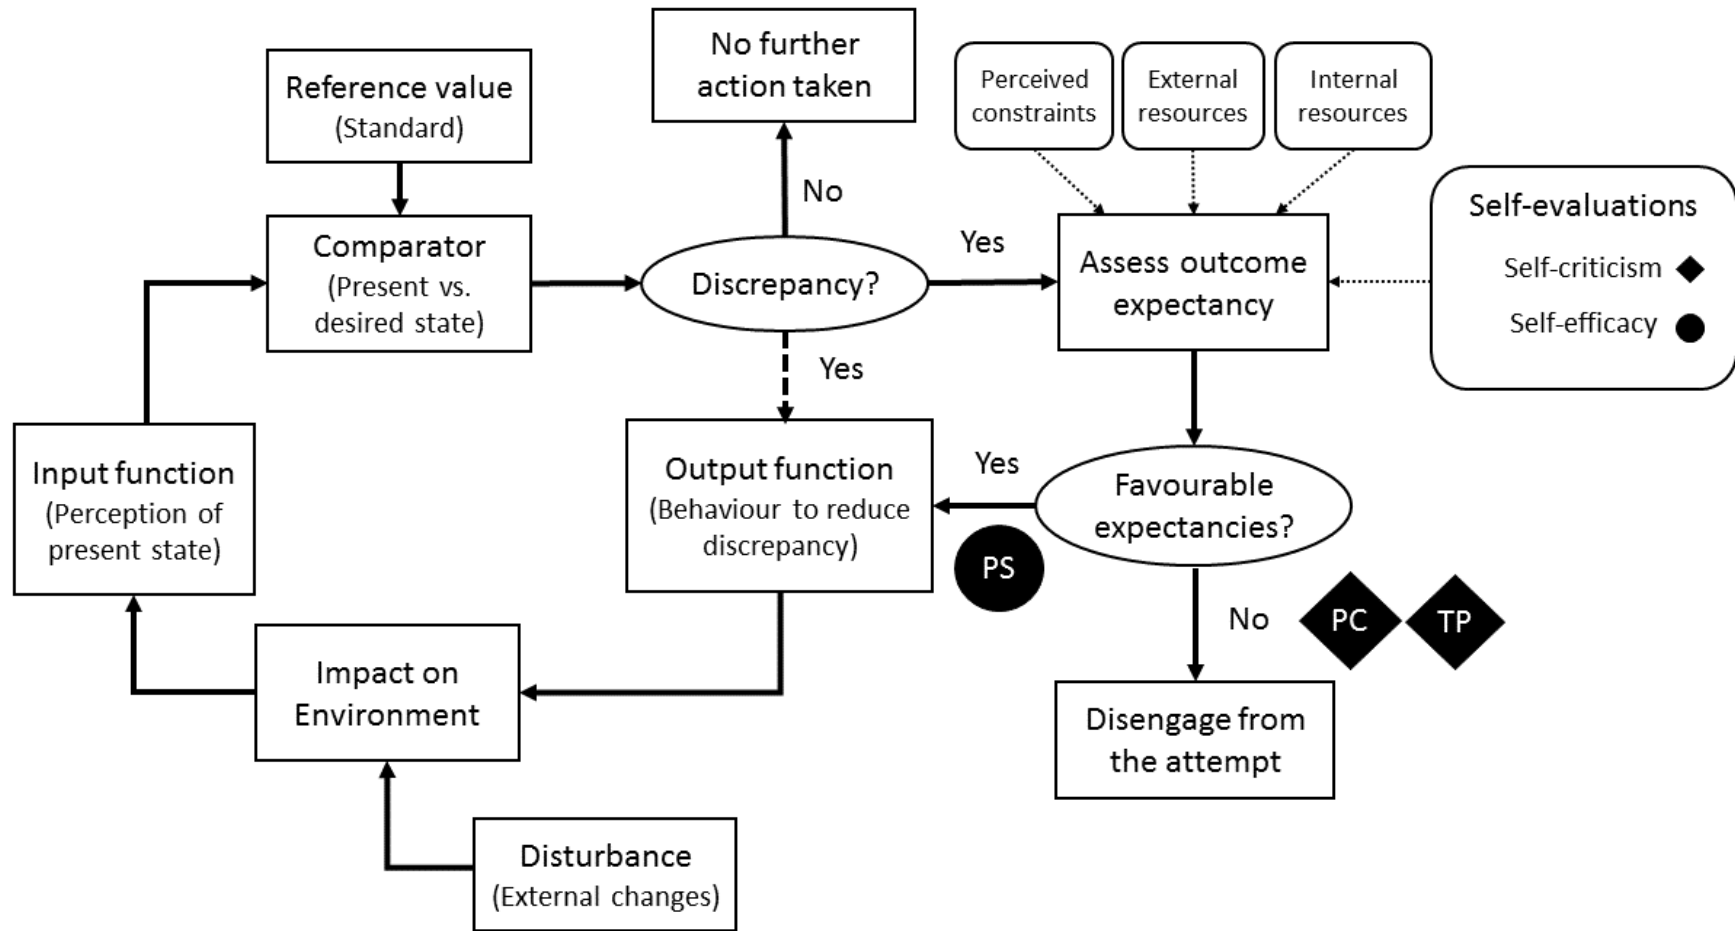 No further
action taken
Reference value
(Standard)
Perceived
constraints
External
resources
Internal
resources
No
Self-evaluations
Self-criticism
Self-efficacy
Comparator
(Present vs.
desired state)
Discrepancy?
Yes
Assess outcome
expectancy
Yes
Input function
(Perception of
present state)
Output function
(Behaviour to reduce
discrepancy)
Yes
PS
Favourable
expectancies?
No
PC
TP
Impact on
Environment
Disengage from
the attempt
Disturbance
(External changes)